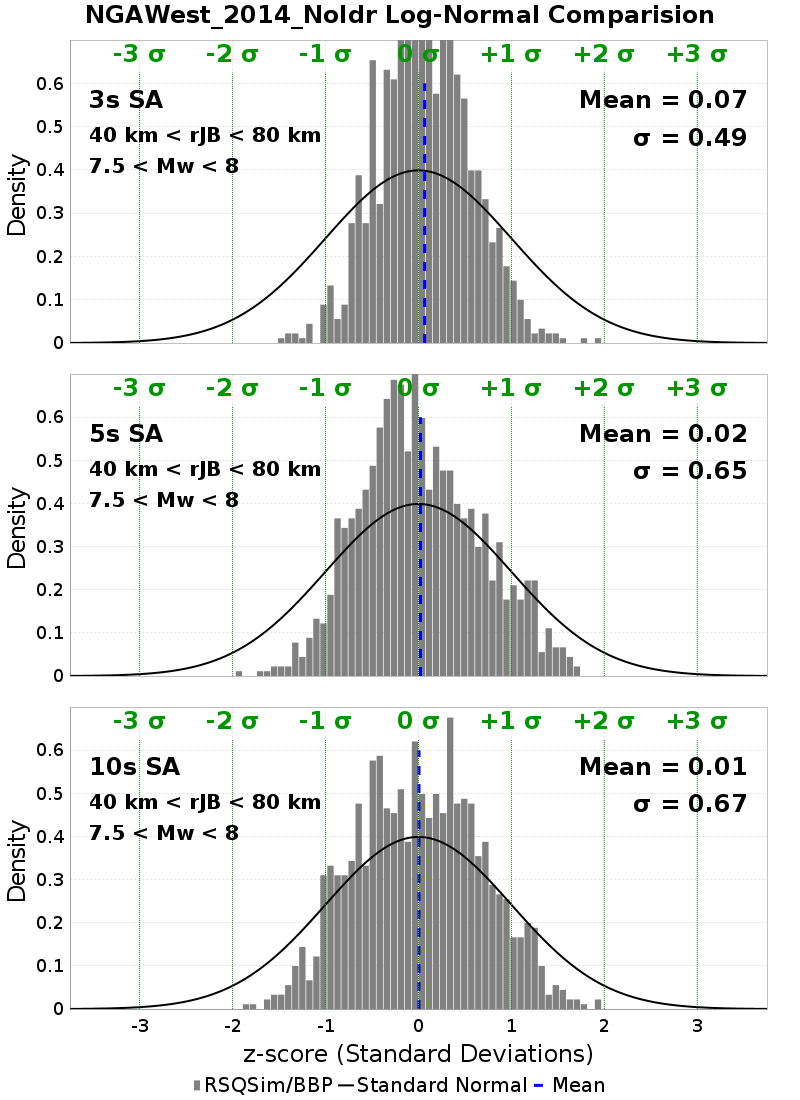 NGAWest_2014_NoIdr Log-Normal Comparision
-3 σ -2 σ -1 σ 0 σ +1 σ +2 σ +3 σ
0.6
3s SA Mean = 0.07
0.5
40 km < rJB < 80 km σ = 0.49
7.5 < Mw < 8
0.4
Density
0.3
0.2
0.1
0
-3 σ -2 σ -1 σ 0 σ +1 σ +2 σ +3 σ
0.6
5s SA Mean = 0.02
0.5
40 km < rJB < 80 km σ = 0.65
7.5 < Mw < 8
0.4
Density
0.3
0.2
0.1
0
-3 σ -2 σ -1 σ 0 σ +1 σ +2 σ +3 σ
0.6
10s SA Mean = 0.01
0.5
40 km < rJB < 80 km σ = 0.67
7.5 < Mw < 8
0.4
Density
0.3
0.2
0.1
0
-3 -2 -1 0 1 2 3
z-score (Standard Deviations)
RSQSim/BBP Standard Normal Mean